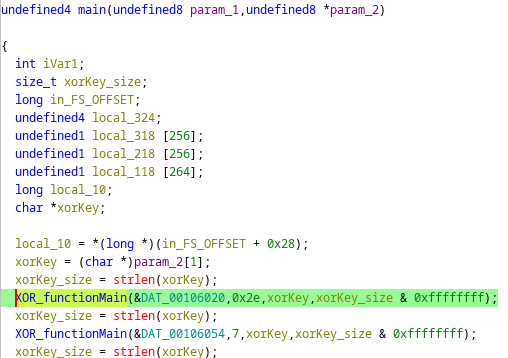 undefined4 main(undefined8 param_1,undefined8 *param_2)
{
int iVar1;
size_t xorKey_size;
long in_FS_OFFSET;
undefined4 local_324;
undefined1 local_318 [256];
undefined1 local_218 [256];
undefined1 local_118 [264];
long local_10;
char *xorKey;
local_10 = *(long *)(in_FS_OFFSET + 0x28);
xorKey = (char *)param_2[1];
xorKey_size = strlen(xorKey);
XOR_functionMain(&DAT_00106020,0x2e,xorKey,xorKey_size & 0xffffffff);
xorKey_size = strlen(xorKey);
XOR_functionMain(&DAT_00106054,7,xorKey,xorKey_size & 0xffffffff);
xorKey_size = strlen(xorKey);